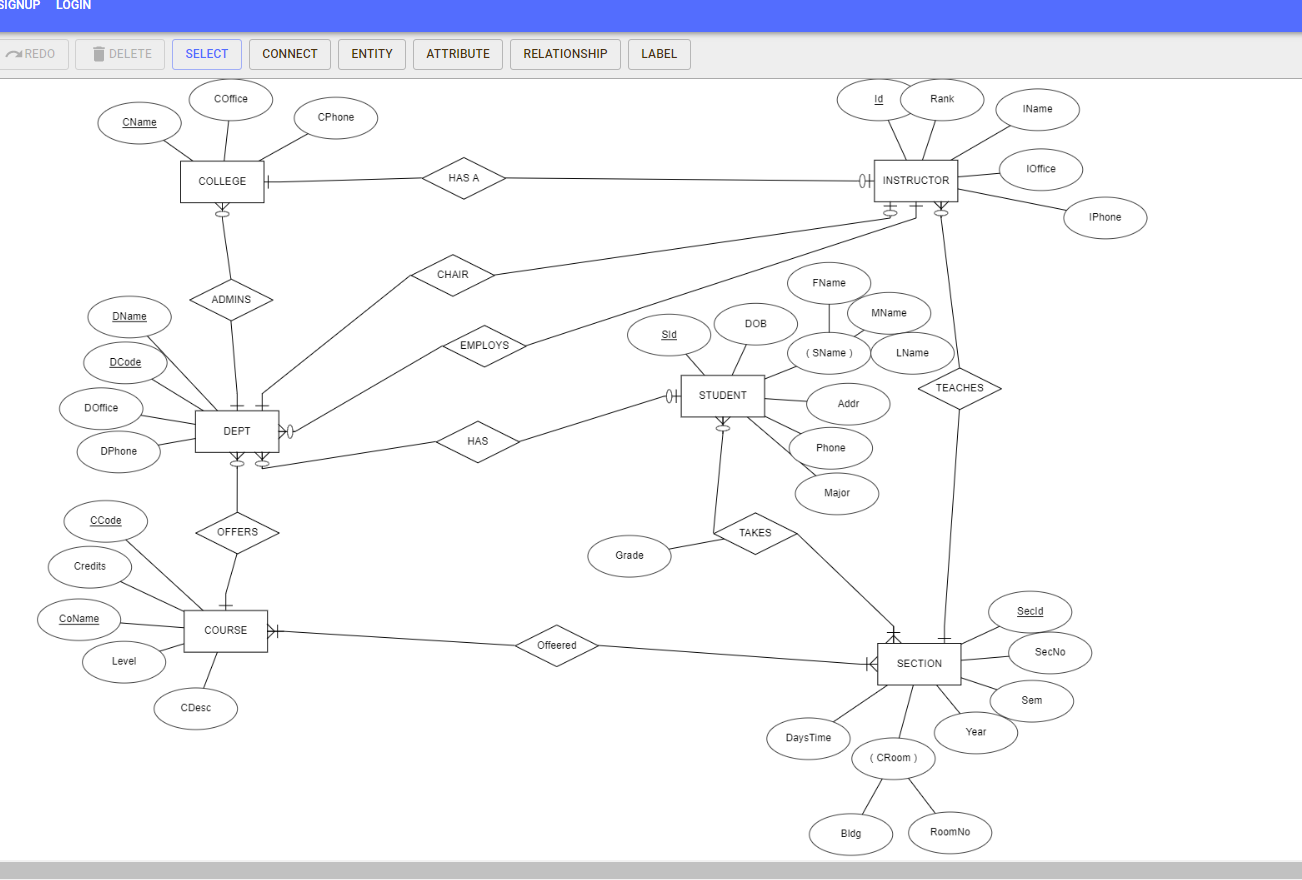 SIGNUP LOGIN
REDO DELETE SELECT CONNECT ENTITY ATTRIBUTE RELATIONSHIP LABEL
COffice
CName
CPhone
COLLEGE
HAS A
Id
Rank
IName
IOffice
IPhone
INSTRUCTOR
ADMINS
CHAIR
EMPLOYS
DName
DCode
DOffice
DPhone
DEPT
HAS
FName
MName
DOB
SId
( SName )
LName
STUDENT
Addr
Phone
Major
TEACHES
OFFERS
TAKES
Grade
CCode
Credits
CoName
Level
CDesc
COURSE
Offeered
SECTION
SecId
SecNo
Sem
Year
DaysTime
( CRoom )
Bldg
RoomNo